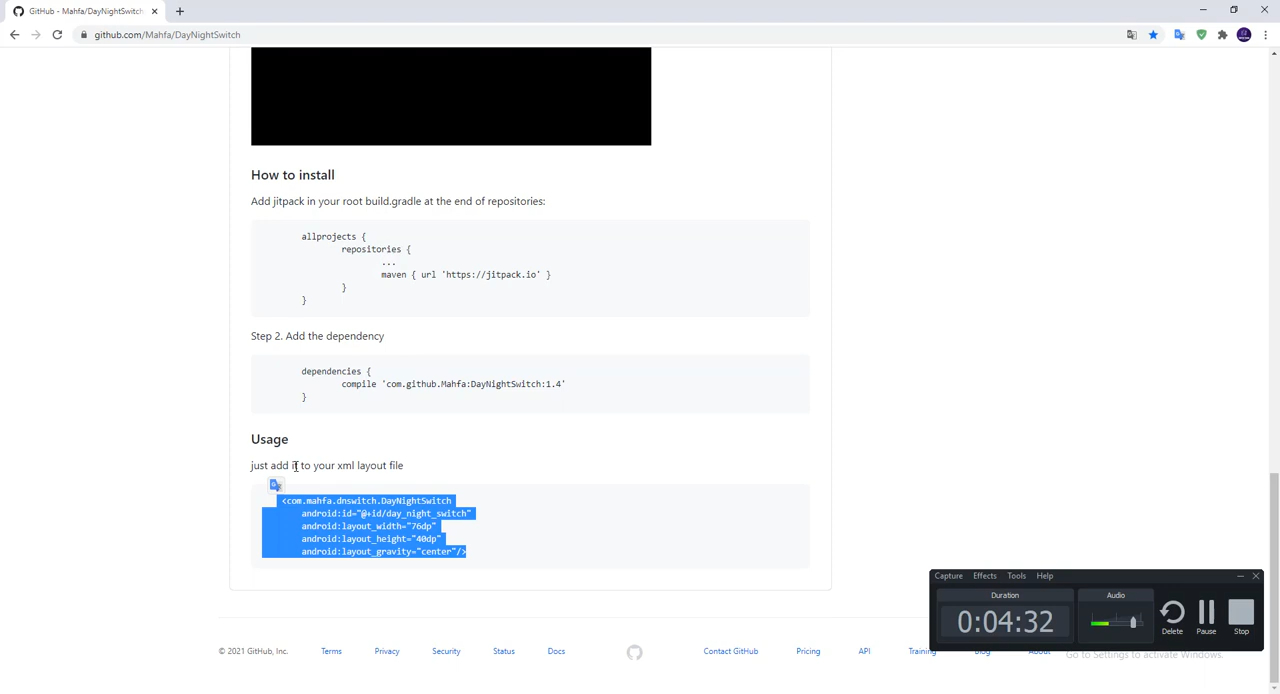 GitHub - Mahfa/DayNightSwitch
github.com/Mahfa/DayNightSwitch
How to install
Add jitpack in your root build.gradle at the end of repositories:
allprojects {
repositories {
...
maven { url 'https://jitpack.io' }
}
}
Step 2. Add the dependency
dependencies {
compile 'com.github.Mahfa:DayNightSwitch:1.4'
}
Usage
just add it to your xml layout file
<com.mahfa.dnswitch.DayNightSwitch
android:id="@+id/day_night_switch"
android:layout_width="76dp"
android:layout_height="40dp"
android:layout_gravity="center"/>
Capture Effects Tools Help
Duration Audio
0:04:32
Delete Pause Stop
© 2021 GitHub, Inc. Terms Privacy Security Status Docs Contact GitHub Pricing API Training Blog About
Go to Settings to activate Windows.